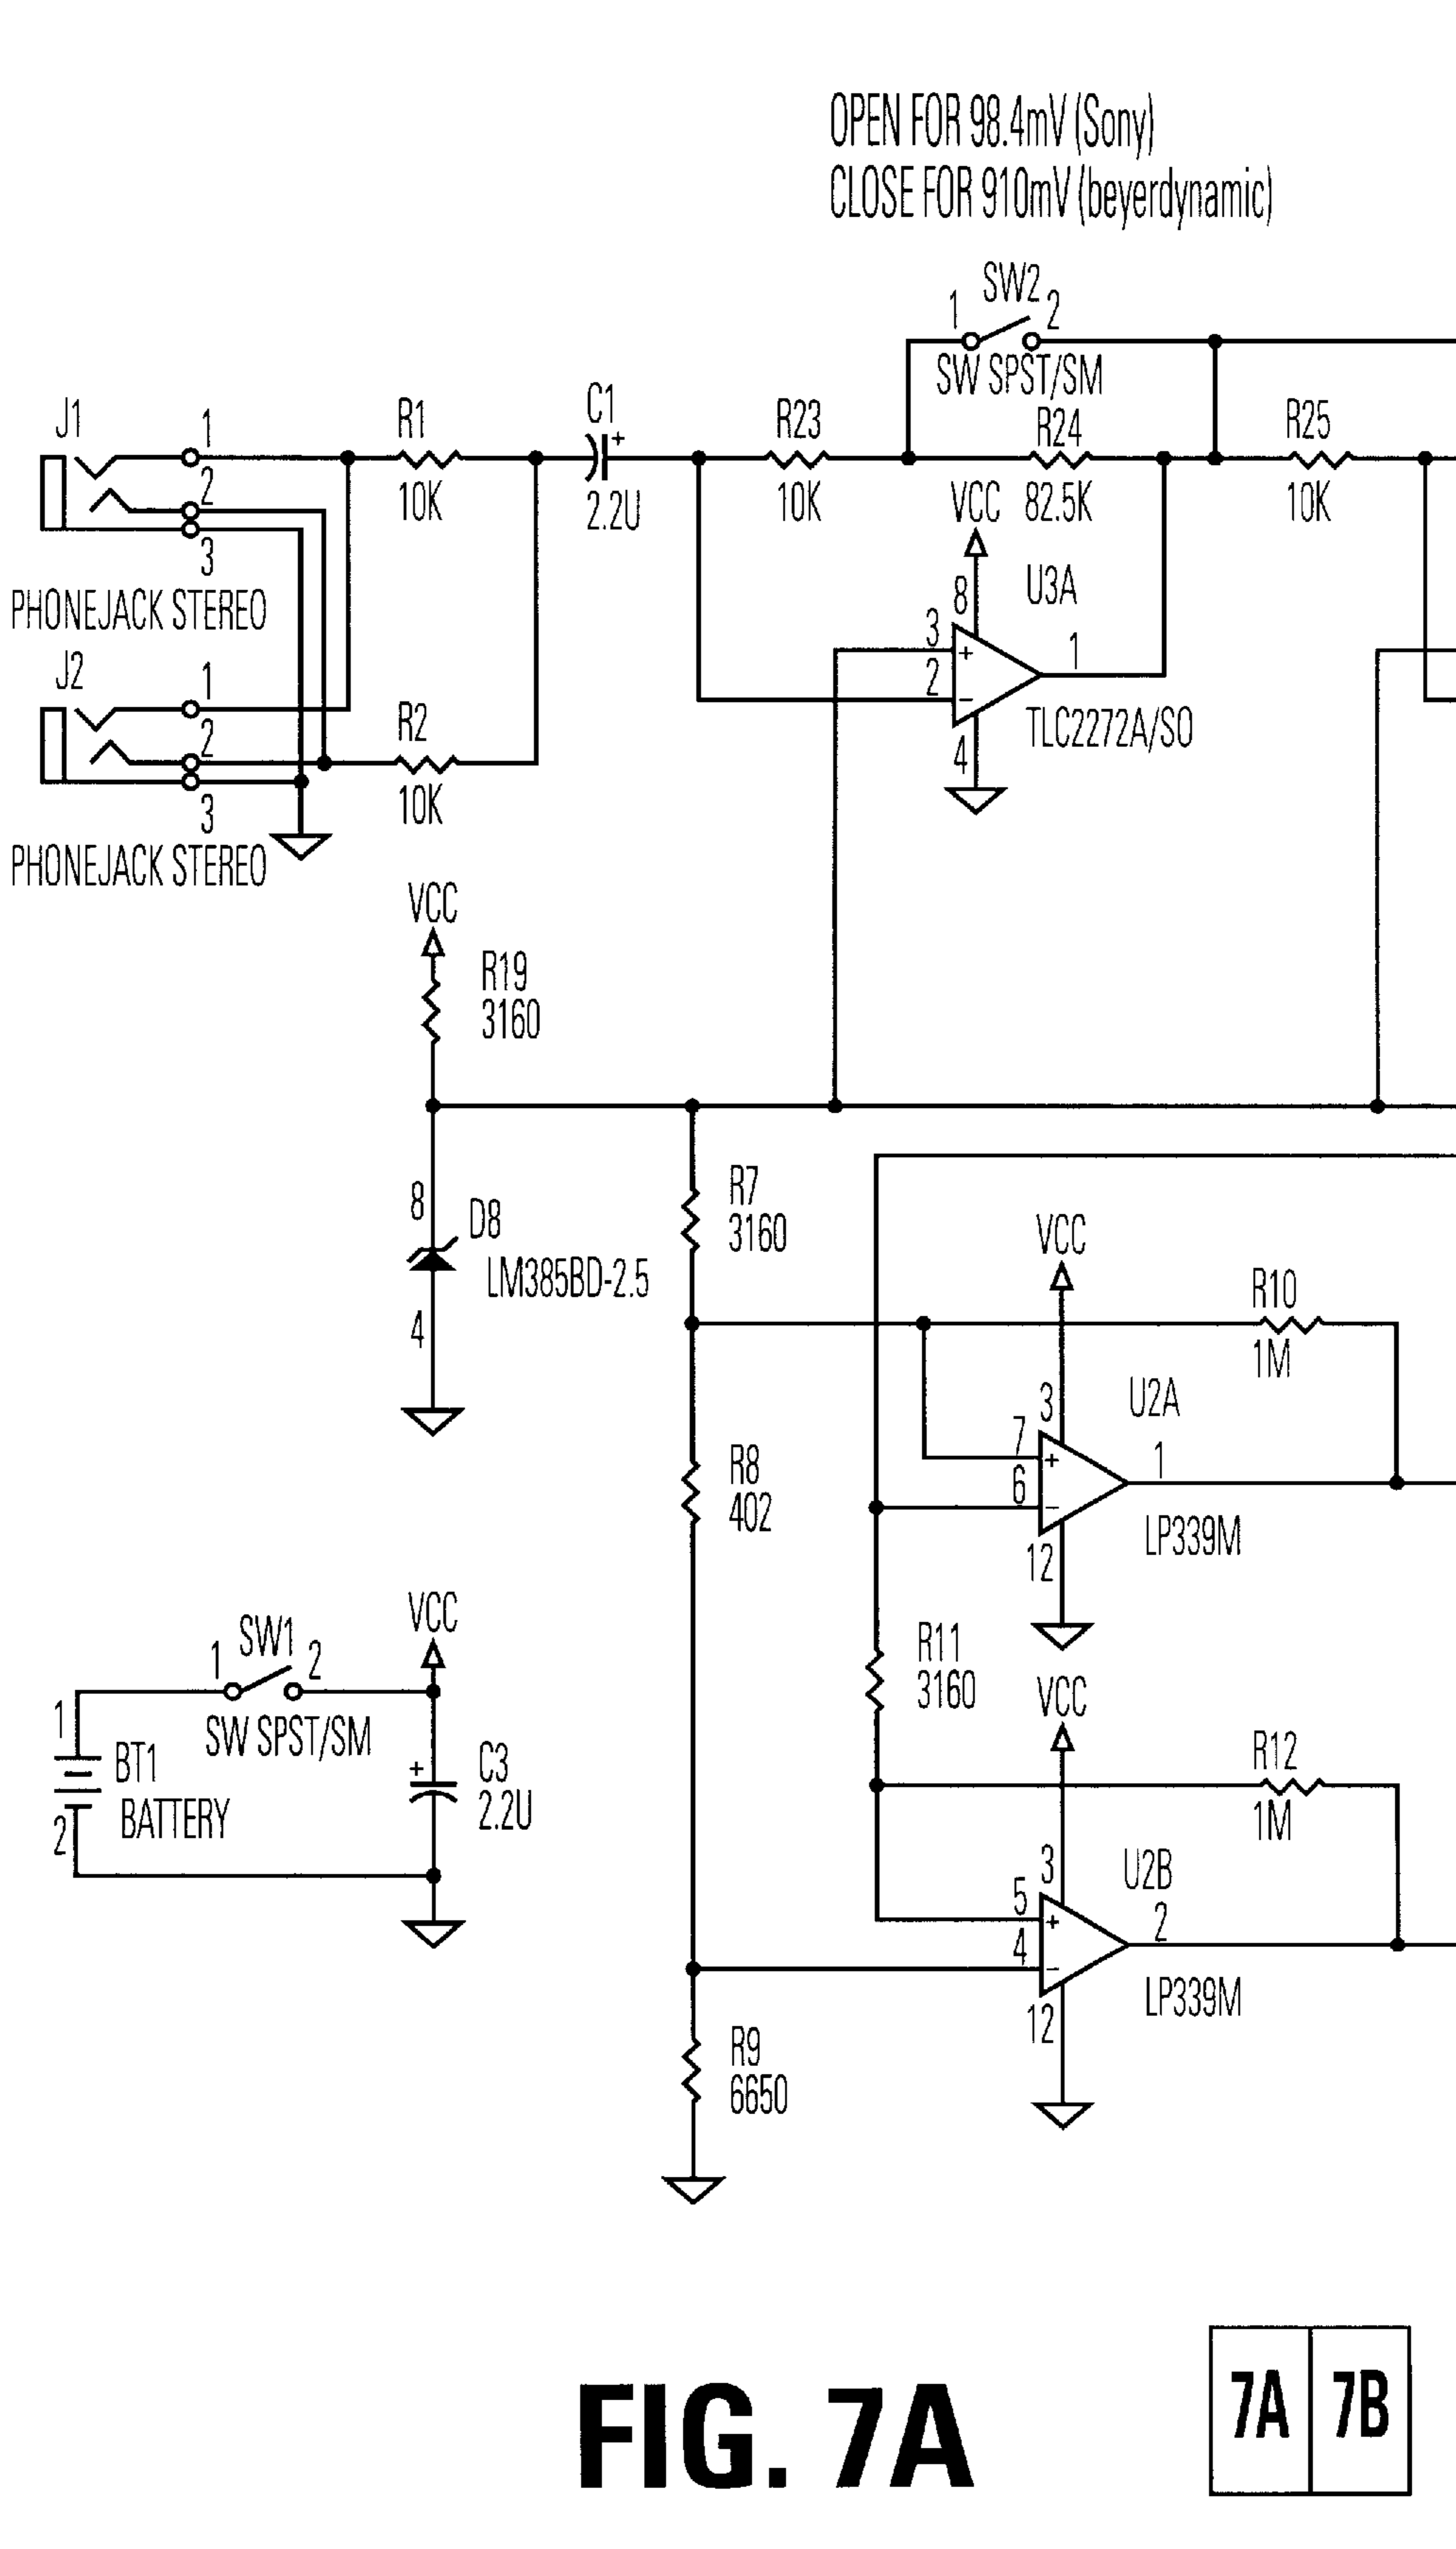 OPEN FOR 98.4mV (Sony)
CLOSE FOR 910mV (beyerdynamic)
SW2
1 2
SW SPST/SM
J1
1
2
3
PHONEJACK STEREO
R1
10K
C1
+
2.2U
R23
10K
R24
82.5K
R25
10K
VCC
8
U3A
3
+
2
−
1
4
TLC2272A/SO
J2
1
2
3
PHONEJACK STEREO
R2
10K
VCC
R19
3160
8
D8
LM385BD-2.5
4
R7
3160
VCC
R10
1M
3
U2A
7
+
6
−
1
12
LP339M
R8
402
R11
3160
VCC
SW1
1 2
SW SPST/SM
VCC
1
BT1
BATTERY
2
+
C3
2.2U
R12
1M
3
U2B
5
+
4
−
2
12
LP339M
R9
6650
FIG. 7A
7A 7B